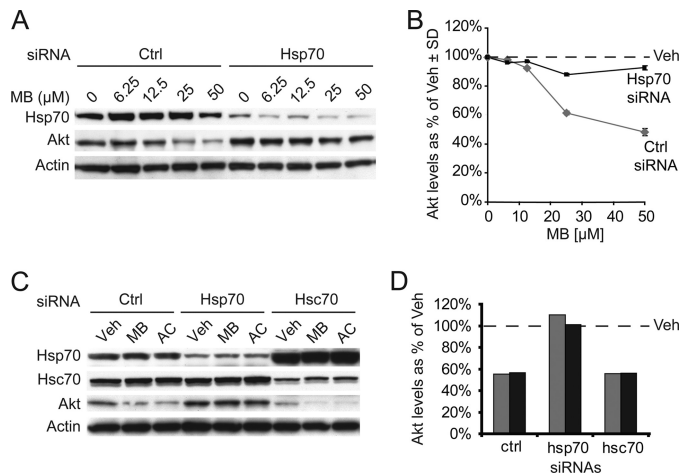 A
siRNA Ctrl Hsp70
MB (µM) 0 6.25 12.5 25 50 0 6.25 12.5 25 50
Hsp70
Akt
Actin
B
Akt levels as % of Veh ± SD
120%
100%
80%
60%
40%
20%
0%
Veh
Hsp70
siRNA
Ctrl
siRNA
0 10 20 30 40 50
MB [µM]
C
siRNA Ctrl Hsp70 Hsc70
Veh MB AC Veh MB AC Veh MB AC
Hsp70
Hsc70
Akt
Actin
D
Akt levels as % of Veh
120%
100%
80%
60%
40%
20%
0%
Veh
ctrl hsp70 hsc70
siRNAs